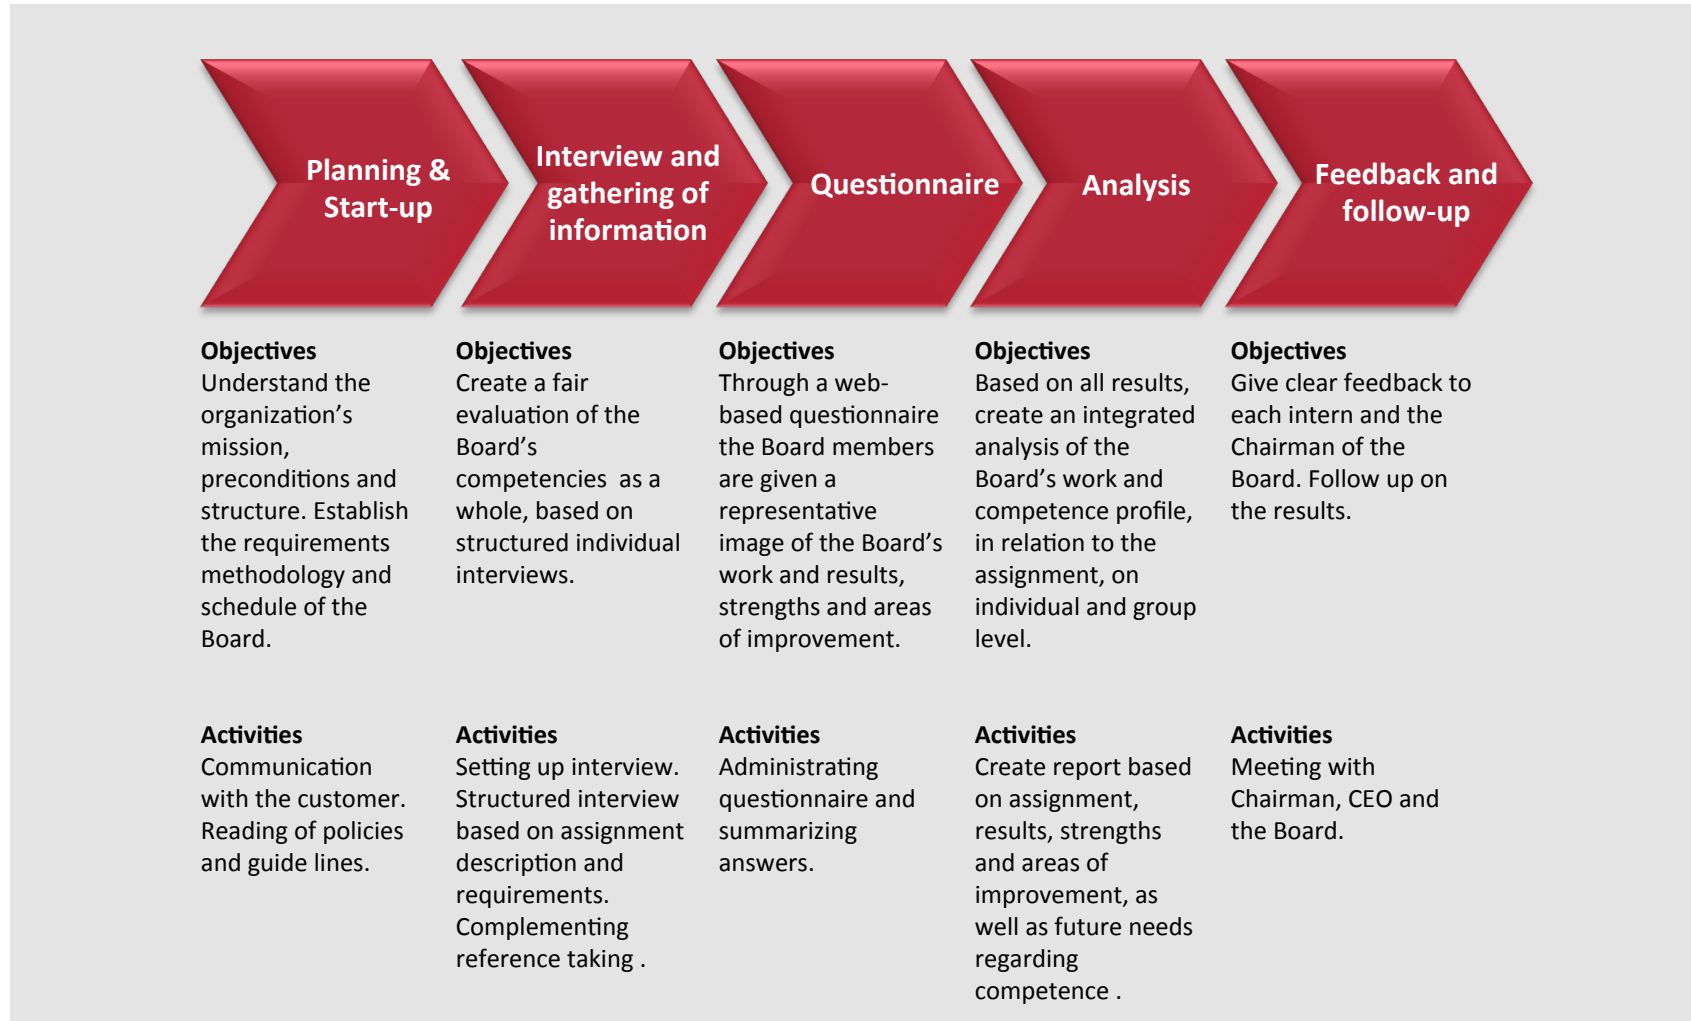 Planning &
Start-up
Interview and
gathering of
information
Questionnaire
Analysis
Feedback and
follow-up
Objectives
Understand the
organization’s
mission,
preconditions and
structure. Establish
the requirements
methodology and
schedule of the
Board.
Objectives
Create a fair
evaluation of the
Board’s
competencies  as a
whole, based on
structured individual
interviews.
Objectives
Through a web-
based questionnaire
the Board members
are given a
representative
image of the Board’s
work and results,
strengths and areas
of improvement.
Objectives
Based on all results,
create an integrated
analysis of the
Board’s work and
competence profile,
in relation to the
assignment, on
individual and group
level.
Objectives
Give clear feedback to
each intern and the
Chairman of the
Board. Follow up on
the results.
Activities
Communication
with the customer.
Reading of policies
and guide lines.
Activities
Setting up interview.
Structured interview
based on assignment
description and
requirements.
Complementing
reference taking .
Activities
Administrating
questionnaire and
summarizing
answers.
Activities
Create report based
on assignment,
results, strengths
and areas of
improvement, as
well as future needs
regarding
competence .
Activities
Meeting with
Chairman, CEO and
the Board.